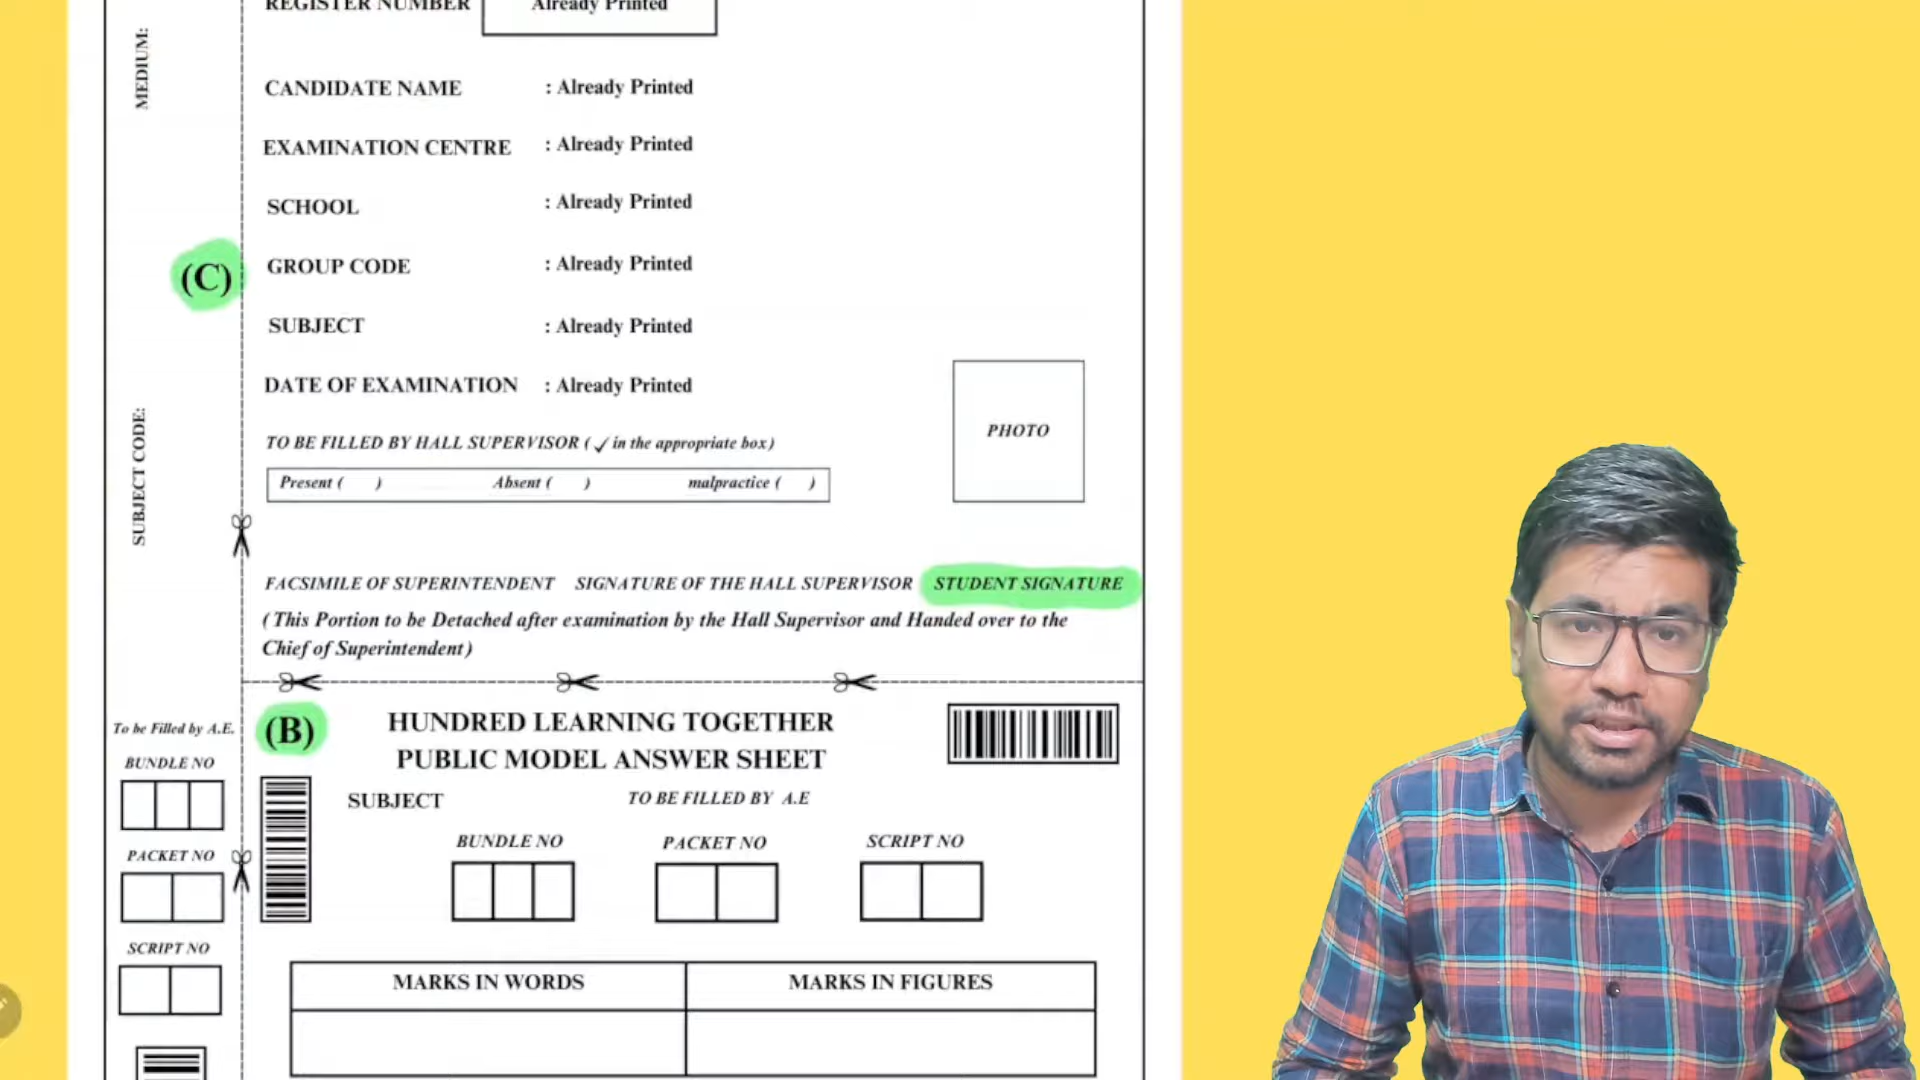 REGISTER NUMBER
Already Printed
MEDIUM:
CANDIDATE NAME : Already Printed
EXAMINATION CENTRE : Already Printed
SCHOOL : Already Printed
(C)
GROUP CODE : Already Printed
SUBJECT : Already Printed
DATE OF EXAMINATION : Already Printed
PHOTO
SUBJECT CODE:
TO BE FILLED BY HALL SUPERVISOR ( ✓ in the appropriate box)
Present ( ) Absent ( ) malpractice ( )
FACSIMILE OF SUPERINTENDENT SIGNATURE OF THE HALL SUPERVISOR STUDENT SIGNATURE
( This Portion to be Detached after examination by the Hall Supervisor and Handed over to the
Chief of Superintendent)
To be Filled by A.E.
BUNDLE NO
PACKET NO
SCRIPT NO
(B)
HUNDRED LEARNING TOGETHER
PUBLIC MODEL ANSWER SHEET
SUBJECT TO BE FILLED BY A.E
BUNDLE NO PACKET NO SCRIPT NO
MARKS IN WORDS MARKS IN FIGURES